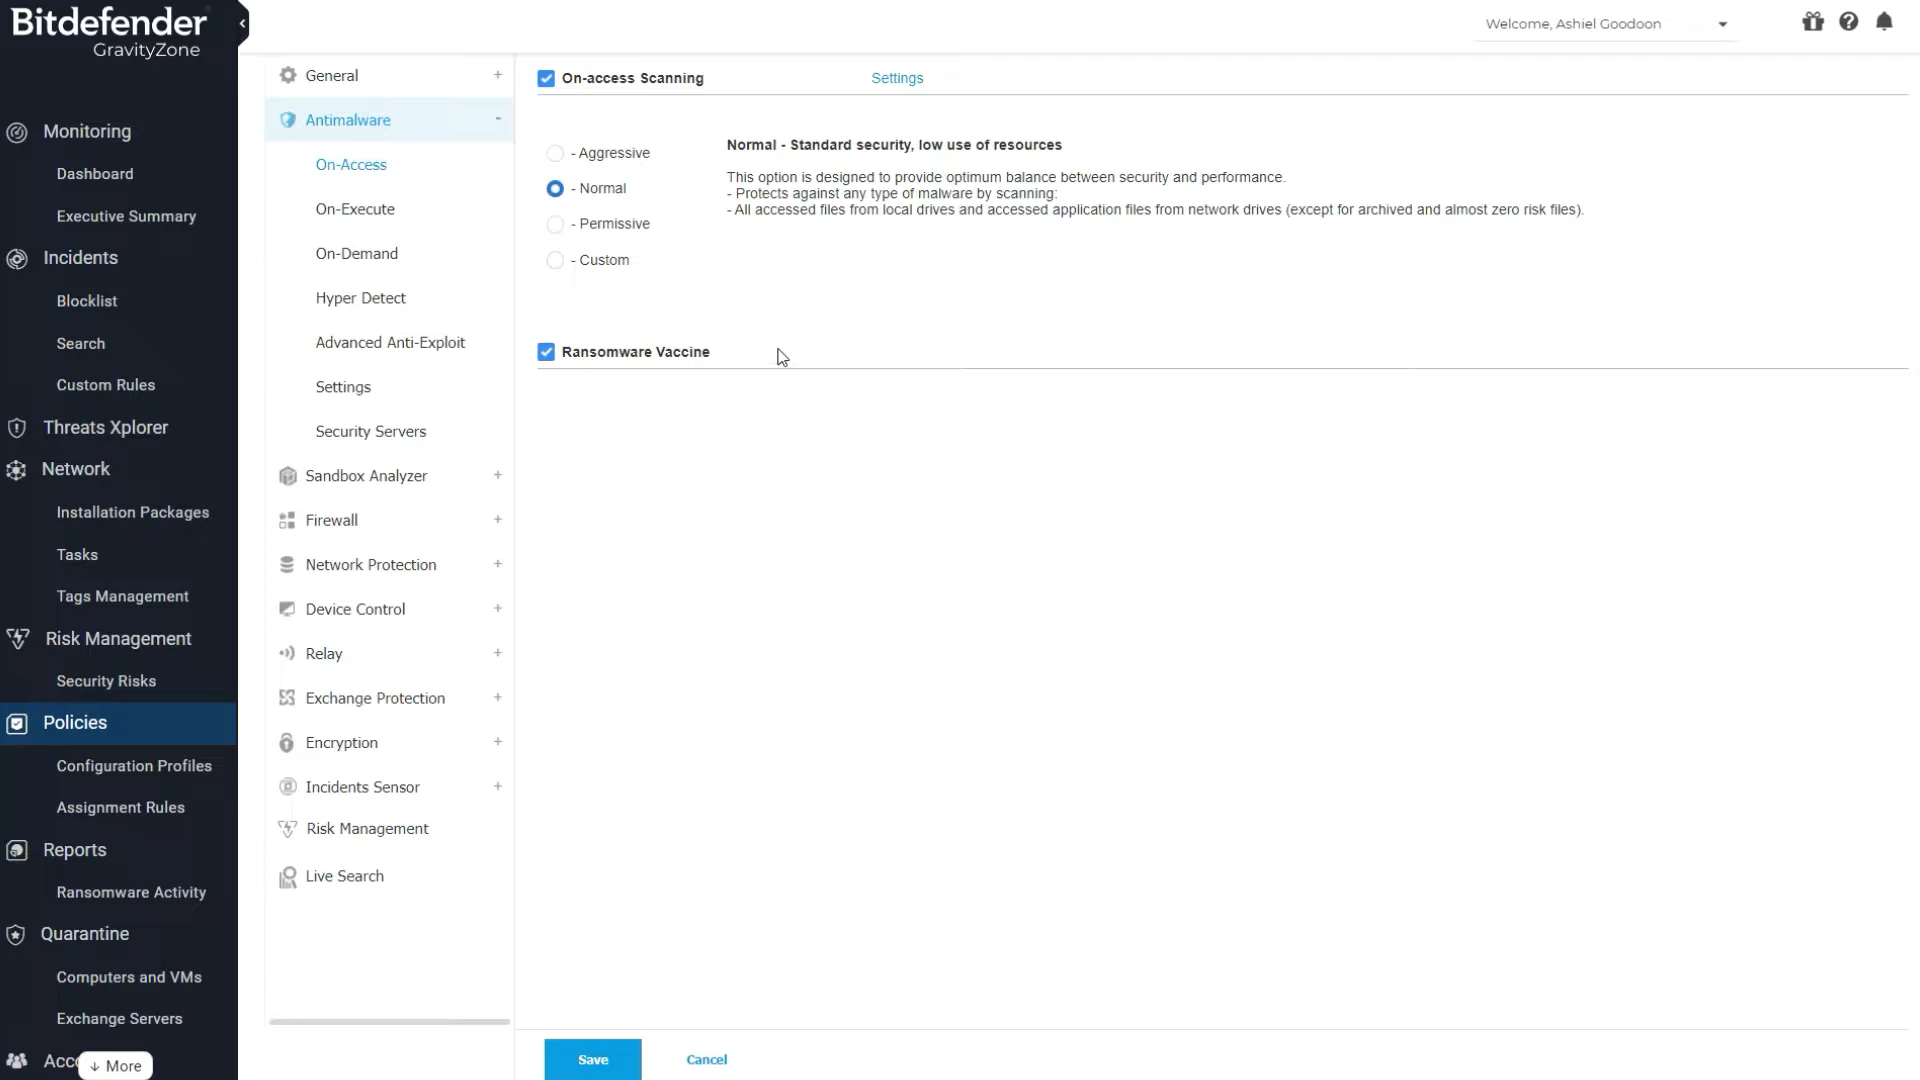 Bitdefender
GravityZone
Welcome, Ashiel Goodoon
Monitoring
Dashboard
Executive Summary
Incidents
Blocklist
Search
Custom Rules
Threats Xplorer
Network
Installation Packages
Tasks
Tags Management
Risk Management
Security Risks
Policies
Configuration Profiles
Assignment Rules
Reports
Ransomware Activity
Quarantine
Computers and VMs
Exchange Servers
Acc
↓ More
General +
Antimalware -
On-Access
On-Execute
On-Demand
Hyper Detect
Advanced Anti-Exploit
Settings
Security Servers
Sandbox Analyzer +
Firewall +
Network Protection +
Device Control +
Relay +
Exchange Protection +
Encryption +
Incidents Sensor +
Risk Management
Live Search
On-access Scanning Settings
- Aggressive
- Normal
- Permissive
- Custom
Normal - Standard security, low use of resources
This option is designed to provide optimum balance between security and performance.
- Protects against any type of malware by scanning:
- All accessed files from local drives and accessed application files from network drives (except for archived and almost zero risk files).
Ransomware Vaccine
Save Cancel